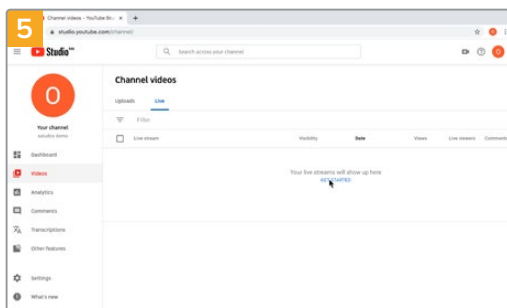 5
Channel videos - YouTube Stu
studio.youtube.com/channel/
Studio
Search across your channel
O
Your channel
Channel videos
Uploads
Live
Filter
Live stream
Visibility
Date
Views
Live viewers
Comments
Your live streams will show up here
GET STARTED
Dashboard
Videos
Analytics
Comments
Transcriptions
Other features
Settings
What's new